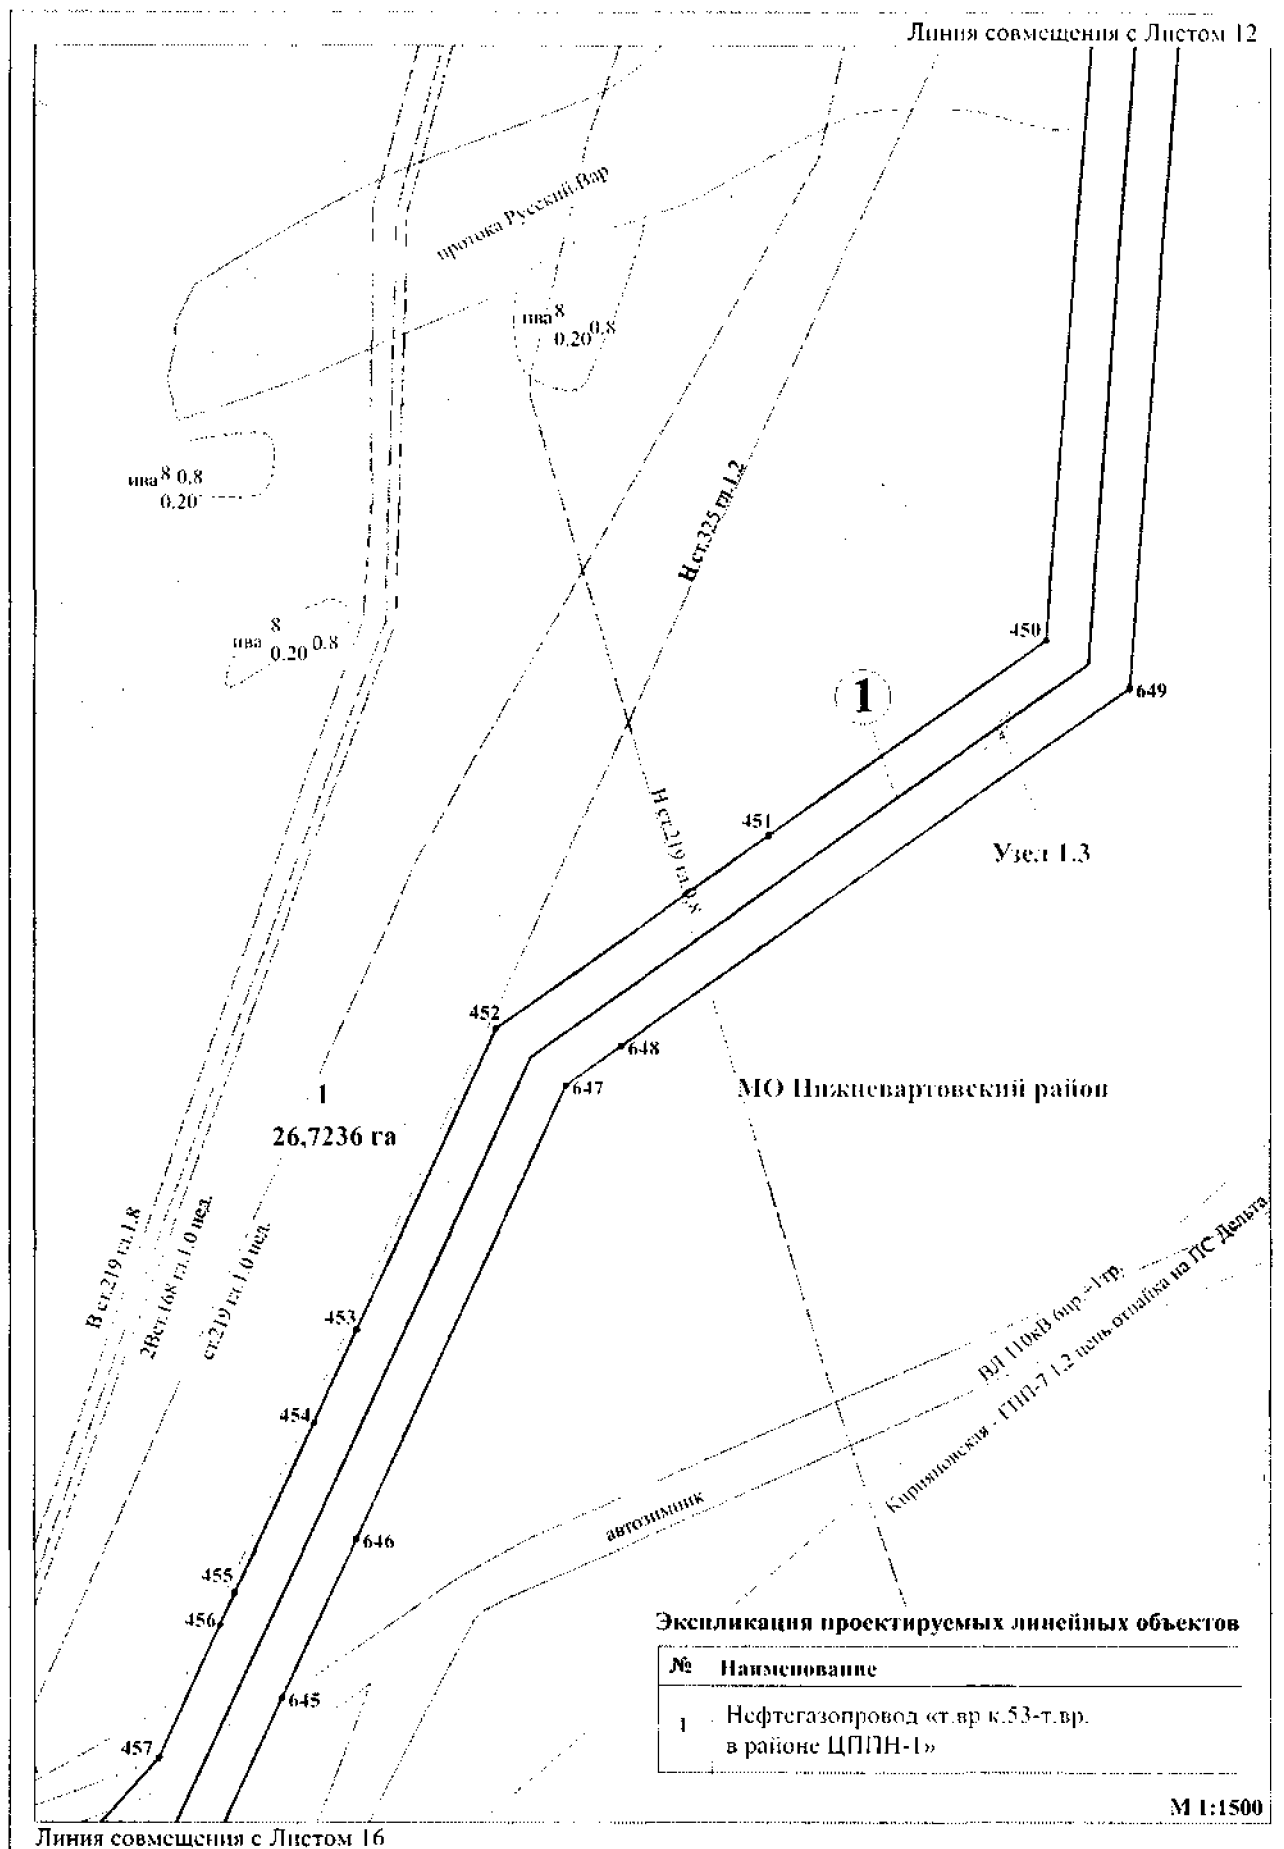 Линия совмещения с Листом 12
протока Русский Вар
ива 8 0.8
0.20
ива 8 0.8
0.20
Н.ст.325 гл.1.2
ива 8 0.8
0.20
450
1
649
451
Н ст.219 гл.0,8
Узел 1.3
452
648
647
МО Нижневартовский район
1
26,7236 га
В ст.219 гл.1.8
2Вст.168 гл.1.0 нед.
ст.219 гл.1.0 нед.
453
ВЛ 110кВ 6пр.+1тр.
Кирияновская - ГПП-7 1,2 цепь.отпайка на ПС Дельта
454
автозимник
646
455
456
Экспликация проектируемых линейных объектов
№ Наименование
645
1 Нефтегазопровод «т.вр к.53-т.вр.
в районе ЦППН-1»
457
М 1:1500
Линия совмещения с Листом 16